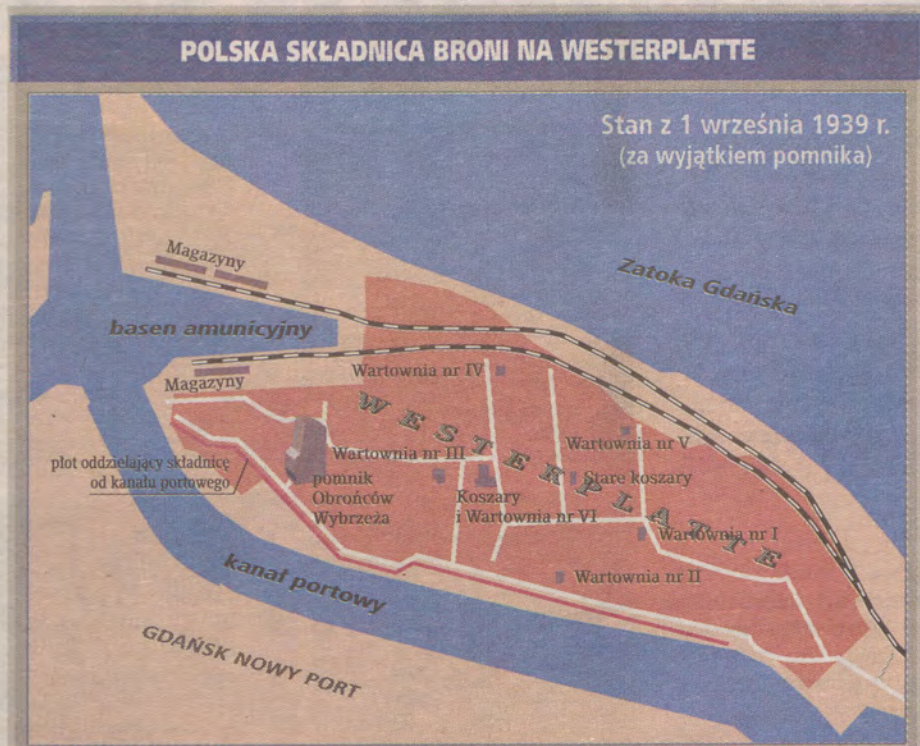 POLSKA SKŁADNICA BRONI NA WESTERPLATTE
Stan z 1 września 1939 r.
(za wyjątkiem pomnika)
Magazyny
Zatoka Gdańska
basen amunicyjny
Magazyny
Wartownia nr IV
WESTERPLATTE
Wartownia nr V
Wartownia nr III
płot oddzielający składnicę
od kanału portowego
pomnik
Obrońców
Wybrzeża
Koszary
i Wartownia nr VI
Stare koszary
Wartownia nr I
Wartownia nr II
kanał portowy
GDAŃSK NOWY PORT